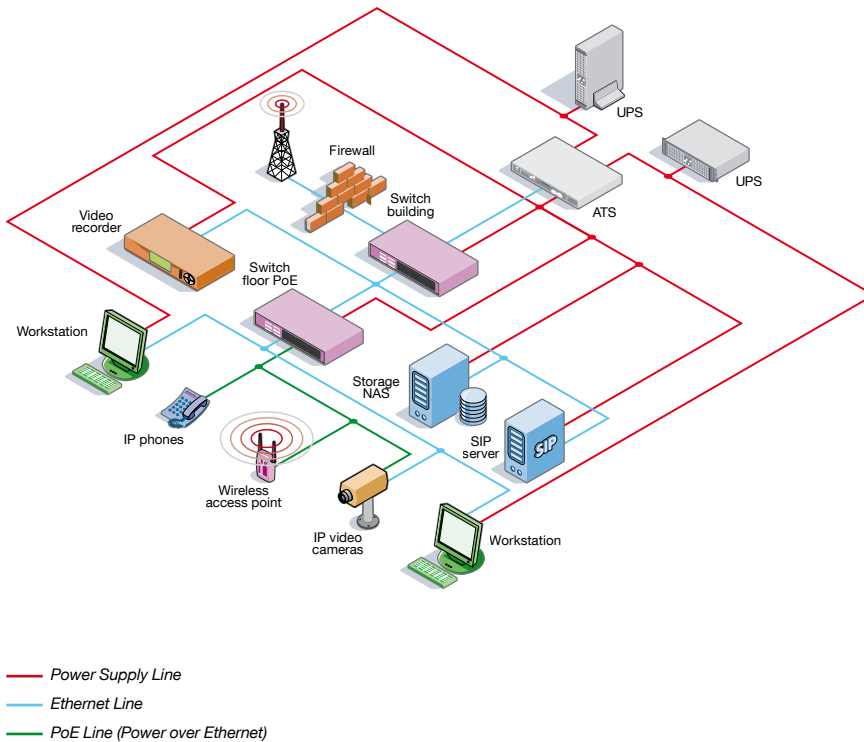 UPS
UPS
ATS
Firewall
Switch
building
Video
recorder
Switch
floor PoE
Workstation
Storage
NAS
IP phones
SIP
server
SIP
Wireless
access point
IP video
cameras
Workstation
Power Supply Line
Ethernet Line
PoE Line (Power over Ethernet)